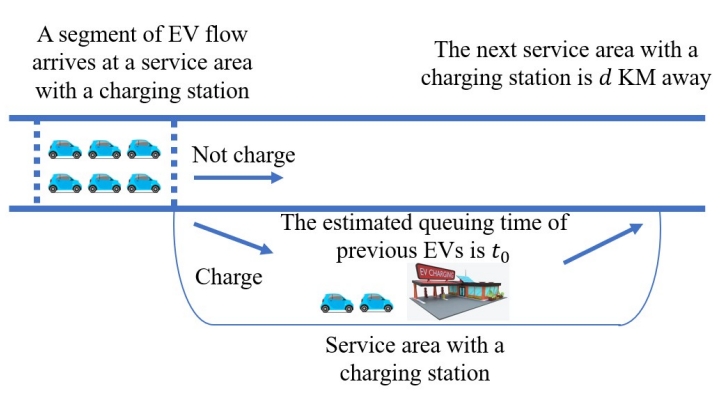 A segment of EV flow
arrives at a service area
with a charging station
The next service area with a
charging station is d KM away
Not charge
The estimated queuing time of
previous EVs is t₀
Charge
EV CHARGING
Service area with a
charging station